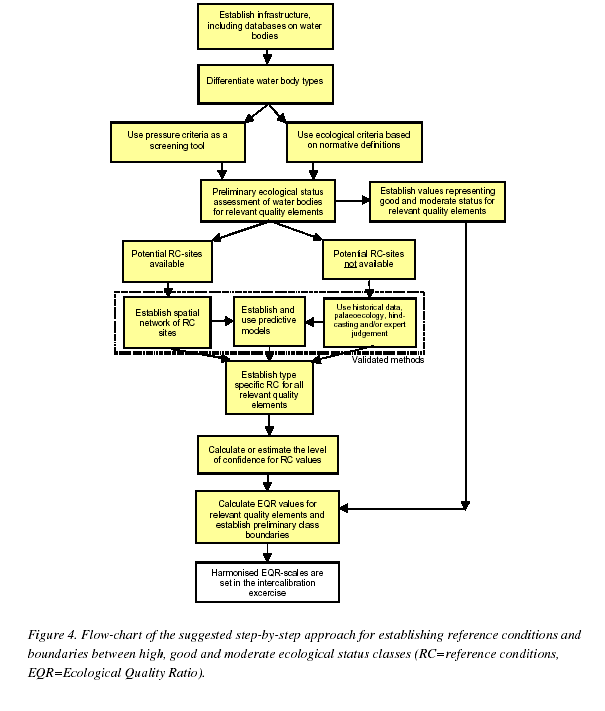 Establish infrastructure,
including databases on water
bodies
Differentiate water body types
Use pressure criteria as a
screening tool
Use ecological criteria based
on normative definitions
Preliminary ecological status
assessment of water bodies
for relevant quality elements
Establish values representing
good and moderate status for
relevant quality elements
Potential RC-sites
available
Potential RC-sites
not available
Establish spatial
network of RC
sites
Establish and
use predictive
models
Use historical data,
palaeoecology, hind-
casting and/or expert
judgement
Validated methods
Establish type
specific RC for all
relevant quality
elements
Calculate or estimate the level
of confidence for RC values
Calculate EQR values for
relevant quality elements and
establish preliminary class
boundaries
Harmonised EQR-scales are
set in the intercalibration
excercise
Figure 4. Flow-chart of the suggested step-by-step approach for establishing reference conditions and
boundaries between high, good and moderate ecological status classes (RC=reference conditions,
EQR=Ecological Quality Ratio).